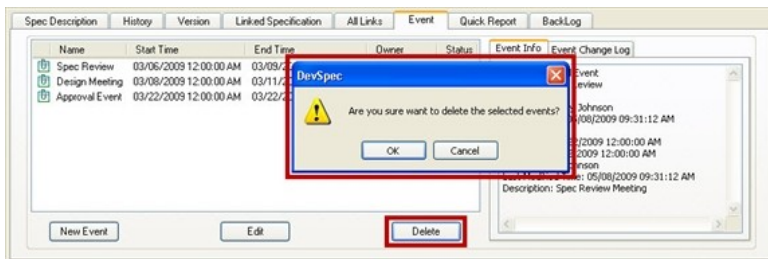 Spec Description History Version Linked Specification All Links Event Quick Report BackLog
Name Start Time End Time Owner Status
Spec Review 03/06/2009 12:00:00 AM 03/09/2
Design Meeting 03/08/2009 12:00:00 AM 03/11/2
Approval Event 03/22/2009 12:00:00 AM 03/22/2
New Event Edit Delete
DevSpec
Are you sure want to delete the selected events?
OK Cancel
Event Info Event Change Log
Event
eview
Johnson
/08/2009 09:31:12 AM
2/2009 12:00:00 AM
2009 12:00:00 AM
nson
Time: 05/08/2009 09:31:12 AM
Description: Spec Review Meeting